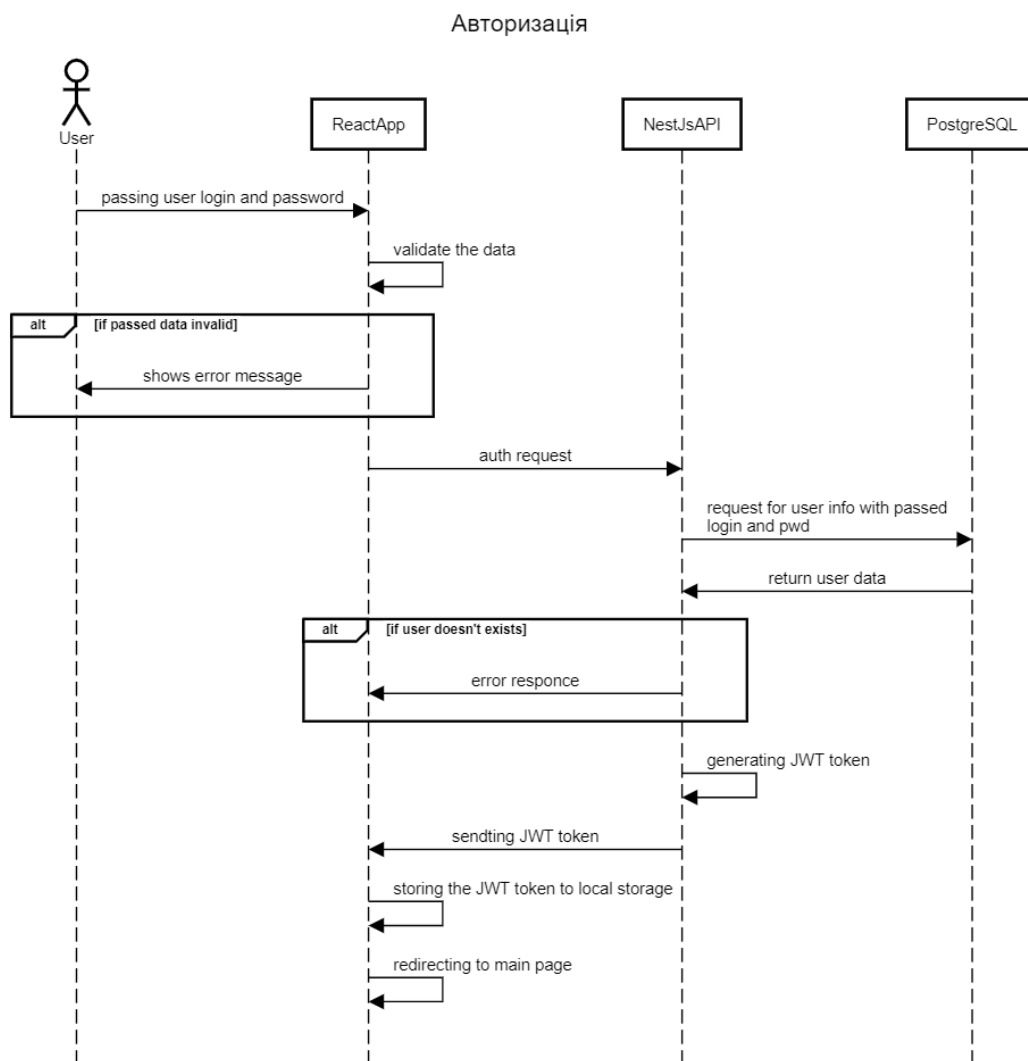 Авторизація
User
ReactApp
NestJsAPI
PostgreSQL
passing user login and password
validate the data
alt
[if passed data invalid]
shows error message
auth request
request for user info with passed
login and pwd
return user data
alt
[if user doesn't exists]
error responce
generating JWT token
sendting JWT token
storing the JWT token to local storage
redirecting to main page